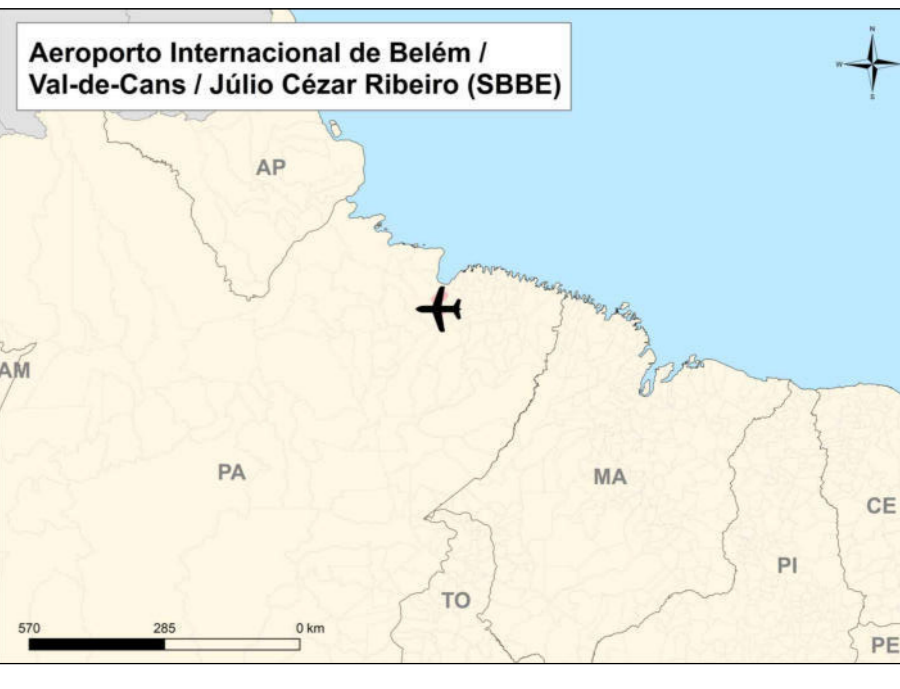 Aeroporto Internacional de Belém /
Val-de-Cans / Júlio Cézar Ribeiro (SBBE)
N
W
S
AP
AM
PA
MA
CE
PI
TO
PE
570 285 0 km